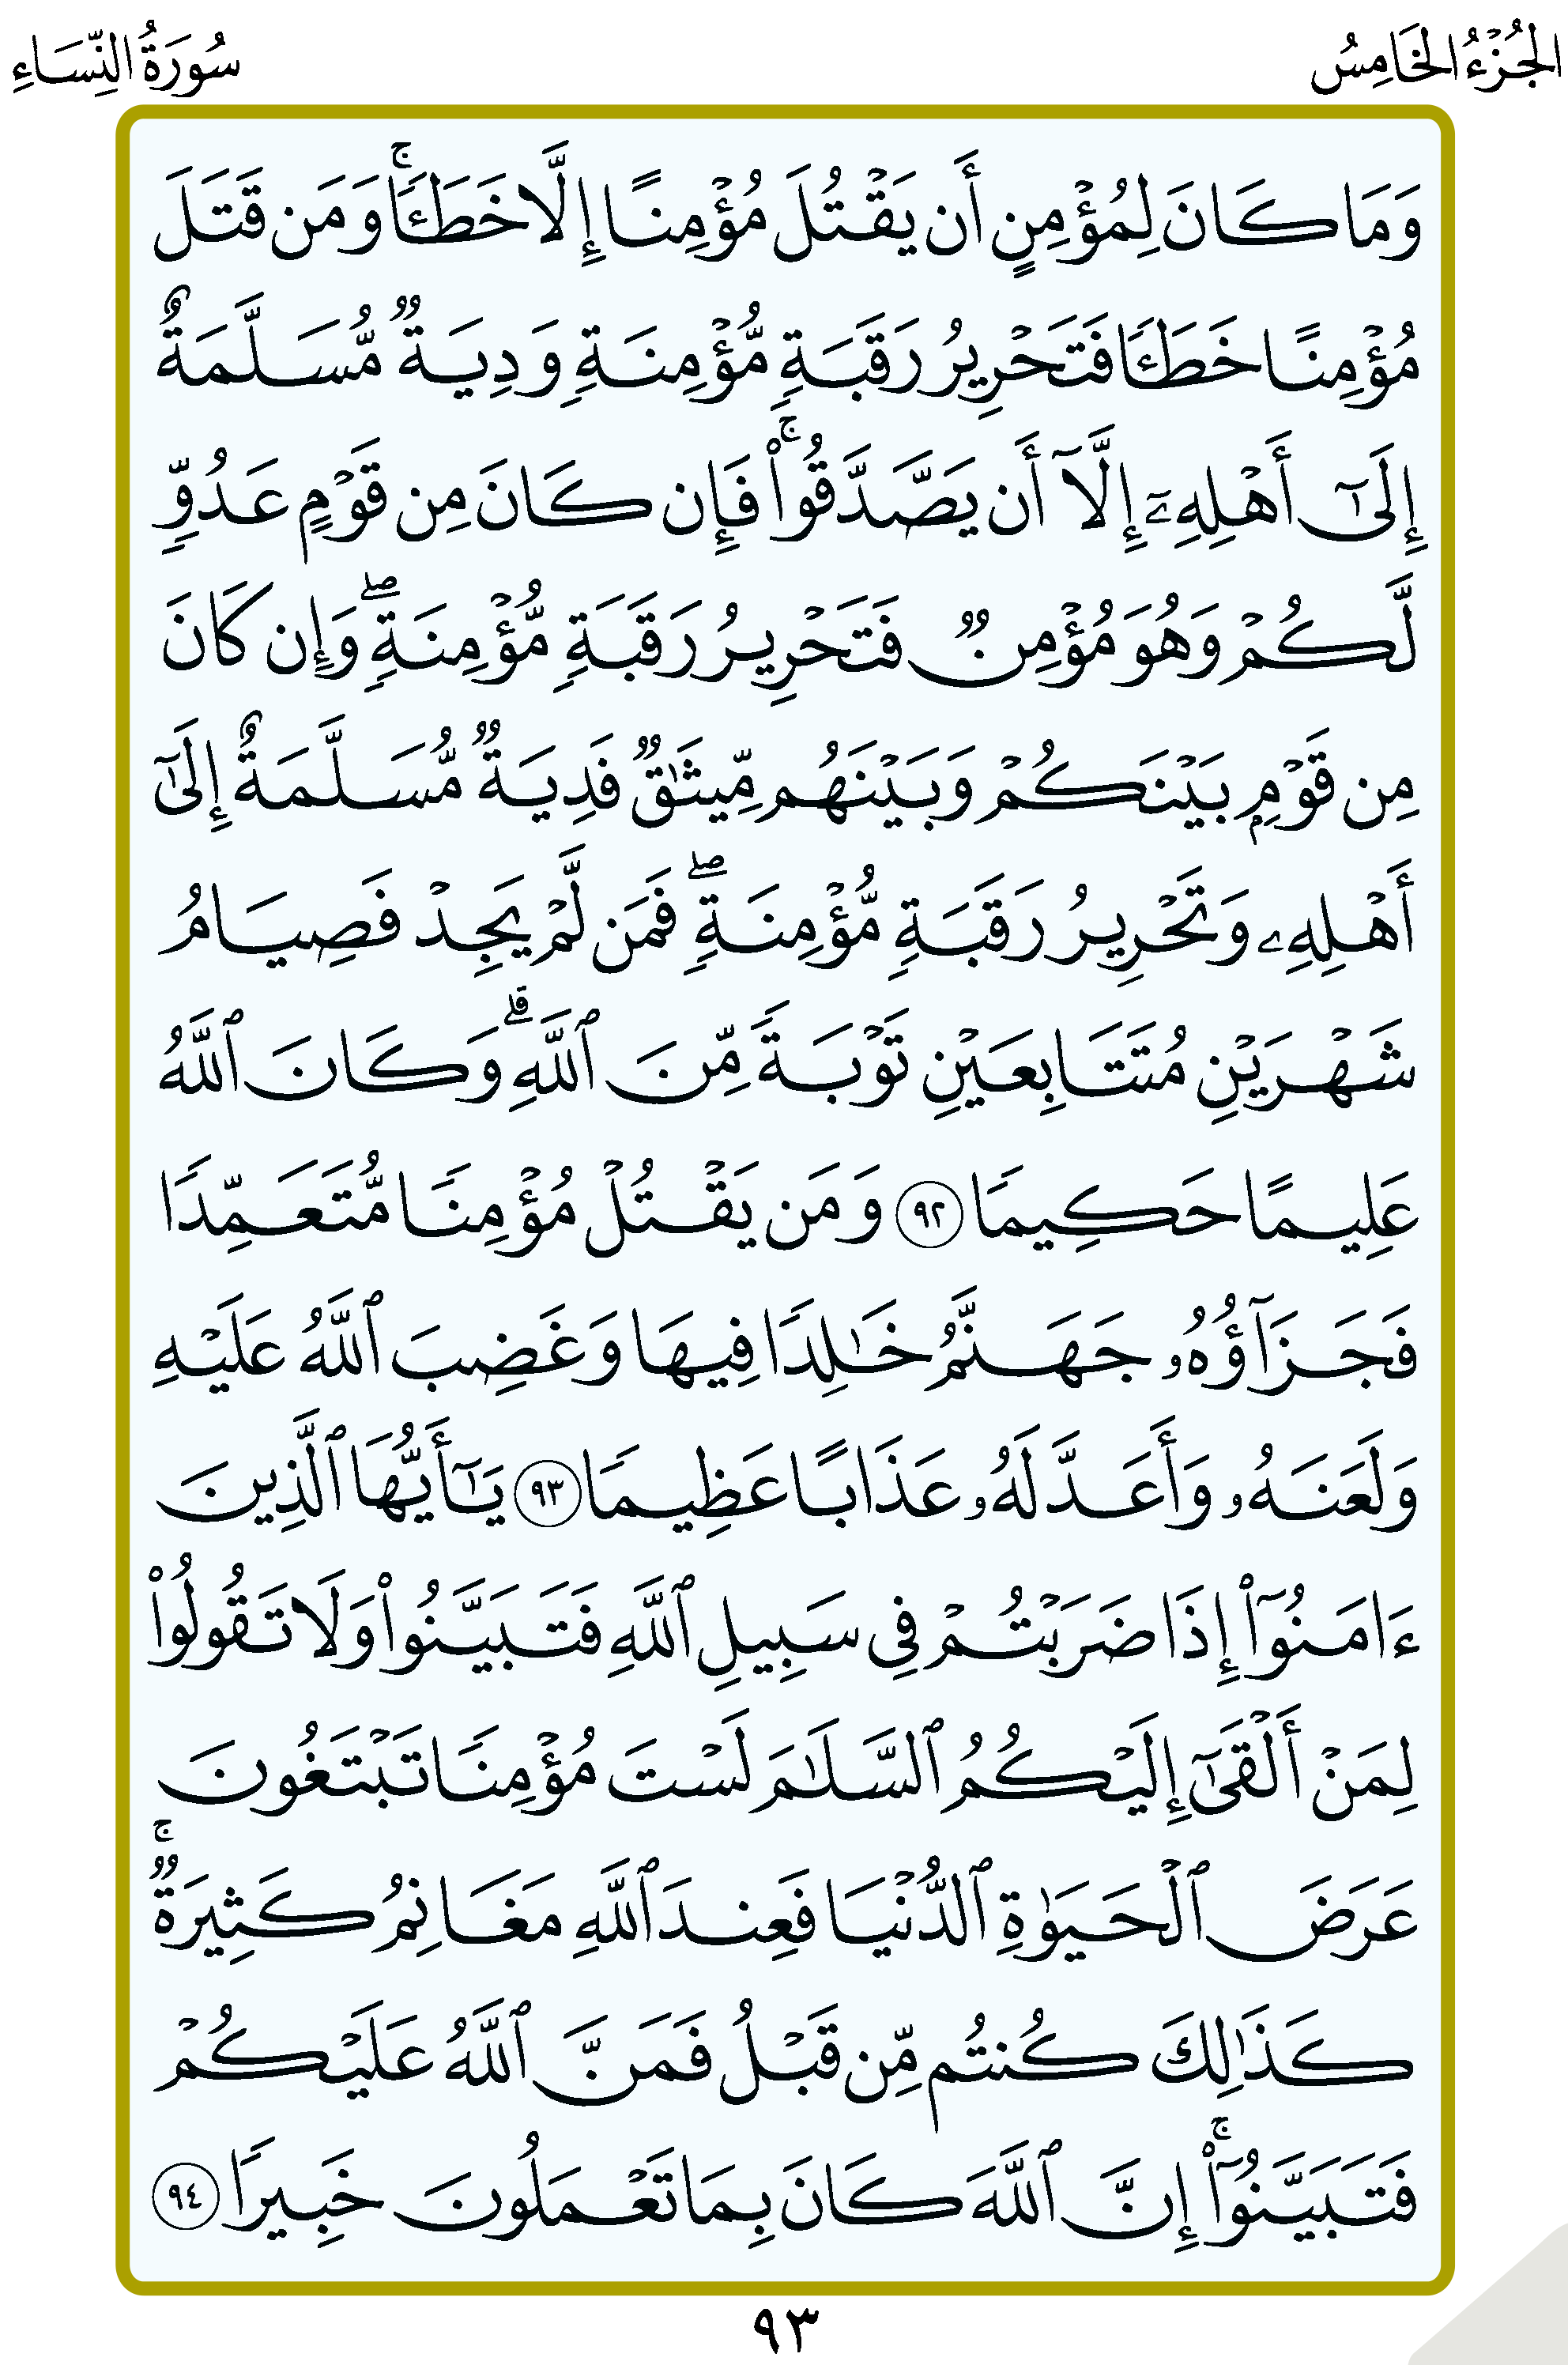 الجُزْءُ الخَامِسُ
سُورَةُ النِّسَاءِ
وَمَا كَانَ لِمُؤۡمِنٍ أَن يَقۡتُلَ مُؤۡمِنًا إِلَّا خَطَـٔٗاۚ وَمَن قَتَلَ
مُؤۡمِنًا خَطَـٔٗا فَتَحۡرِيرُ رَقَبَةٖ مُّؤۡمِنَةٖ وَدِيَةٞ مُّسَلَّمَةٌ
إِلَىٰٓ أَهۡلِهِۦٓ إِلَّآ أَن يَصَّدَّقُواْۚ فَإِن كَانَ مِن قَوۡمٍ عَدُوّٖ
لَّكُمۡ وَهُوَ مُؤۡمِنٞ فَتَحۡرِيرُ رَقَبَةٖ مُّؤۡمِنَةٖۖ وَإِن كَانَ
مِن قَوۡمِۭ بَيۡنَكُمۡ وَبَيۡنَهُم مِّيثَٰقٞ فَدِيَةٞ مُّسَلَّمَةٌ إِلَىٰٓ
أَهۡلِهِۦ وَتَحۡرِيرُ رَقَبَةٖ مُّؤۡمِنَةٖۖ فَمَن لَّمۡ يَجِدۡ فَصِيَامُ
شَهۡرَيۡنِ مُتَتَابِعَيۡنِ تَوۡبَةٗ مِّنَ ٱللَّهِۗ وَكَانَ ٱللَّهُ
عَلِيمًا حَكِيمٗا ٩٢ وَمَن يَقۡتُلۡ مُؤۡمِنٗا مُّتَعَمِّدٗا
فَجَزَآؤُهُۥ جَهَنَّمُ خَٰلِدٗا فِيهَا وَغَضِبَ ٱللَّهُ عَلَيۡهِ
وَلَعَنَهُۥ وَأَعَدَّ لَهُۥ عَذَابًا عَظِيمٗا ٩٣ يَٰٓأَيُّهَا ٱلَّذِينَ
ءَامَنُوٓاْ إِذَا ضَرَبۡتُمۡ فِي سَبِيلِ ٱللَّهِ فَتَبَيَّنُواْ وَلَا تَقُولُواْ
لِمَنۡ أَلۡقَىٰٓ إِلَيۡكُمُ ٱلسَّلَٰمَ لَسۡتَ مُؤۡمِنٗا تَبۡتَغُونَ
عَرَضَ ٱلۡحَيَوٰةِ ٱلدُّنۡيَا فَعِندَ ٱللَّهِ مَغَانِمُ كَثِيرَةٞۚ
كَذَٰلِكَ كُنتُم مِّن قَبۡلُ فَمَنَّ ٱللَّهُ عَلَيۡكُمۡ
فَتَبَيَّنُوٓاْۚ إِنَّ ٱللَّهَ كَانَ بِمَا تَعۡمَلُونَ خَبِيرٗا ٩٤
٩٣